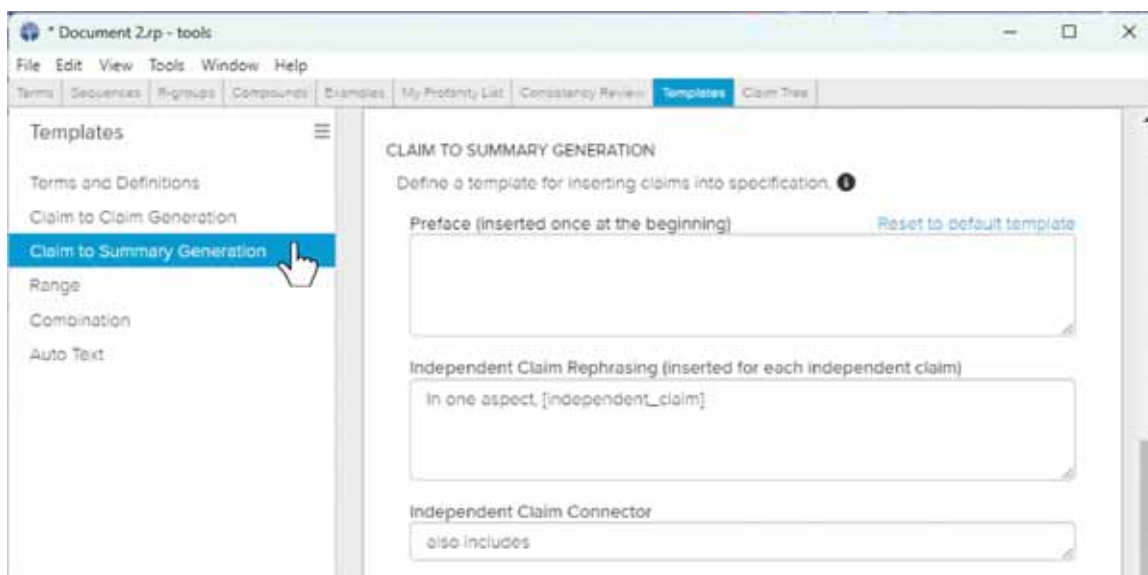 * Document 2.rp - tools
File Edit View Tools Window Help
Terms Sequences R-groups Compounds Examples My Profanity List Consistency Review Templates Claim Tree
Templates
Terms and Definitions
Claim to Claim Generation
Claim to Summary Generation
Range
Combination
Auto Text
CLAIM TO SUMMARY GENERATION
Define a template for inserting claims into specification.
Preface (inserted once at the beginning) Reset to default template
Independent Claim Rephrasing (inserted for each independent claim)
In one aspect, [independent_claim]
Independent Claim Connector
also includes